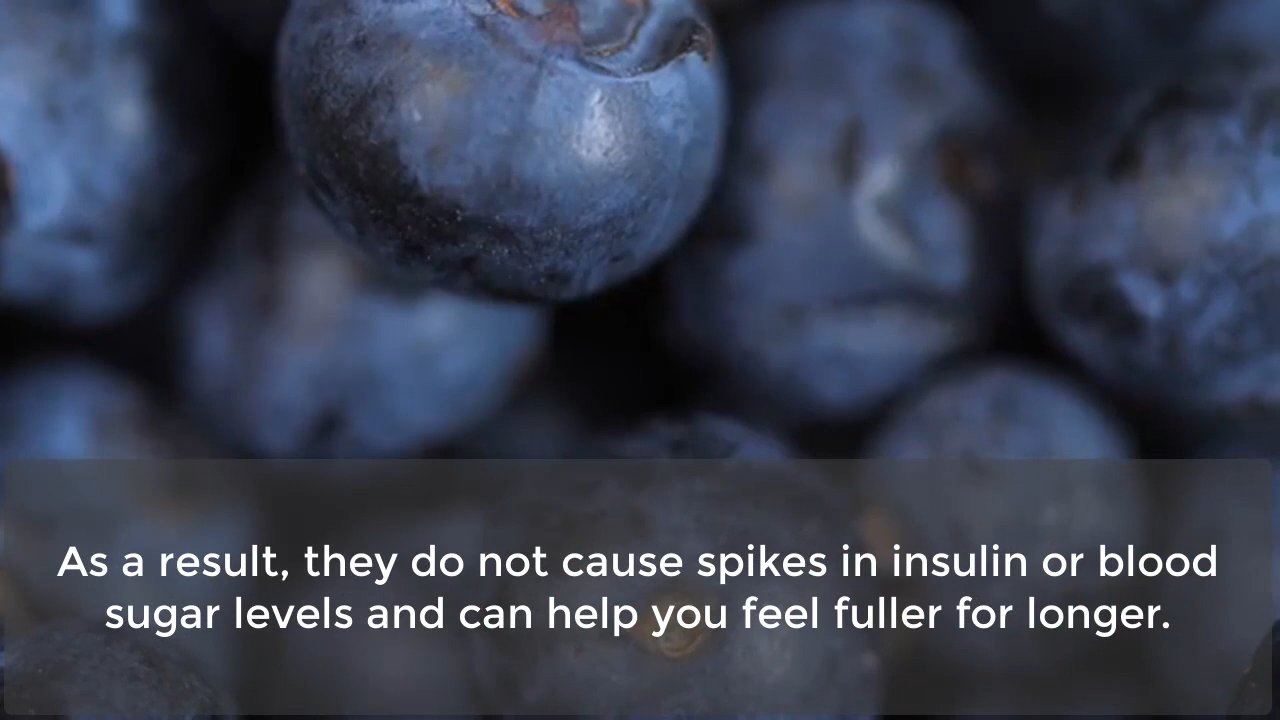 As a result, they do not cause spikes in insulin or blood
sugar levels and can help you feel fuller for longer.